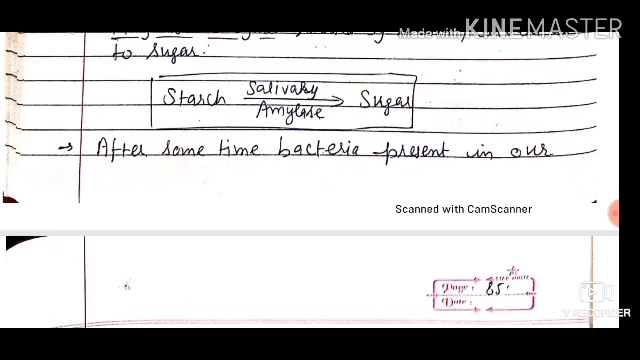 Made with KINEMASTER
to sugar.
Starch Salivary Amylase Sugar
→ After some time bacteria present in our
Scanned with CamScanner
Page: 85.
Date:
V RECORDER